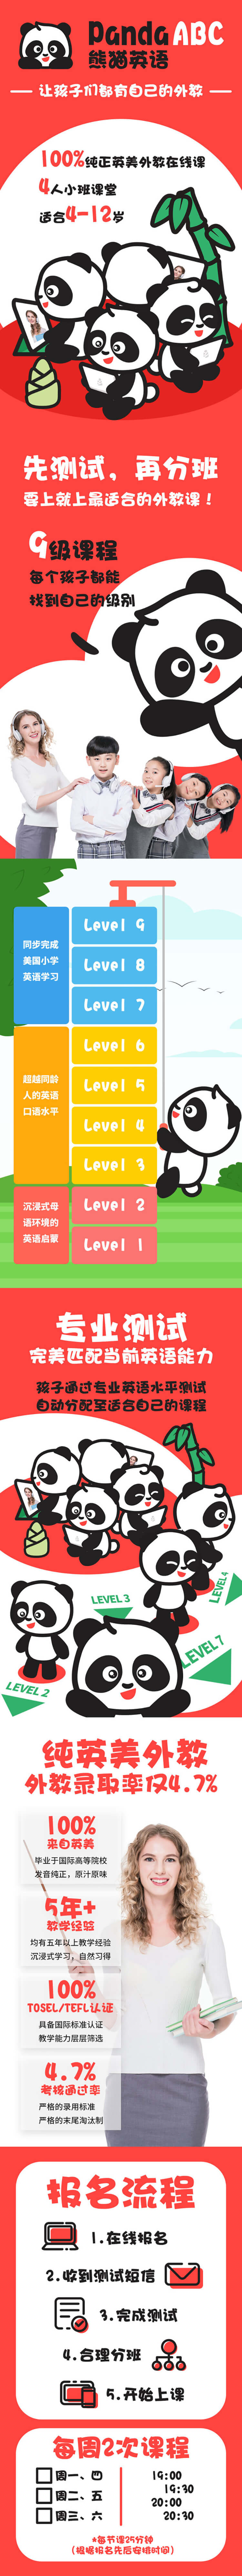 Panda ABC
熊猫英语
让孩子们都有自己的外教
100%纯正英美外教在线课
4人小班课堂
适合4-12岁
先测试，再分班
要上就上最适合的外教课！
9级课程
每个孩子都能
找到自己的级别
同步完成
美国小学
英语学习
Level 9
Level 8
Level 7
超越同龄
人的英语
口语水平
Level 6
Level 5
Level 4
Level 3
沉浸式母
语环境的
英语启蒙
Level 2
Level 1
专业测试
完美匹配当前英语能力
孩子通过专业英语水平测试
自动分配至适合自己的课程
LEVEL 2
LEVEL 3
LEVEL 7
LEVEL 4
纯英美外教
外教录取率仅4.7%
100%
来自英美
毕业于国际高等院校
发音纯正，原汁原味
5年+
教学经验
均有五年以上教学经验
沉浸式学习，自然习得
100%
TOSEL/TEFL认证
具备国际标准认证
教学能力层层筛选
4.7%
考核通过率
严格的录用标准
严格的末尾淘汰制
报名流程
1.在线报名
2.收到测试短信
3.完成测试
4.合理分班
5.开始上课
每周2次课程
周一、四
周二、五
周三、六
19:00
19:30
20:00
20:30
*每节课25分钟
（根据报名先后安排时间）